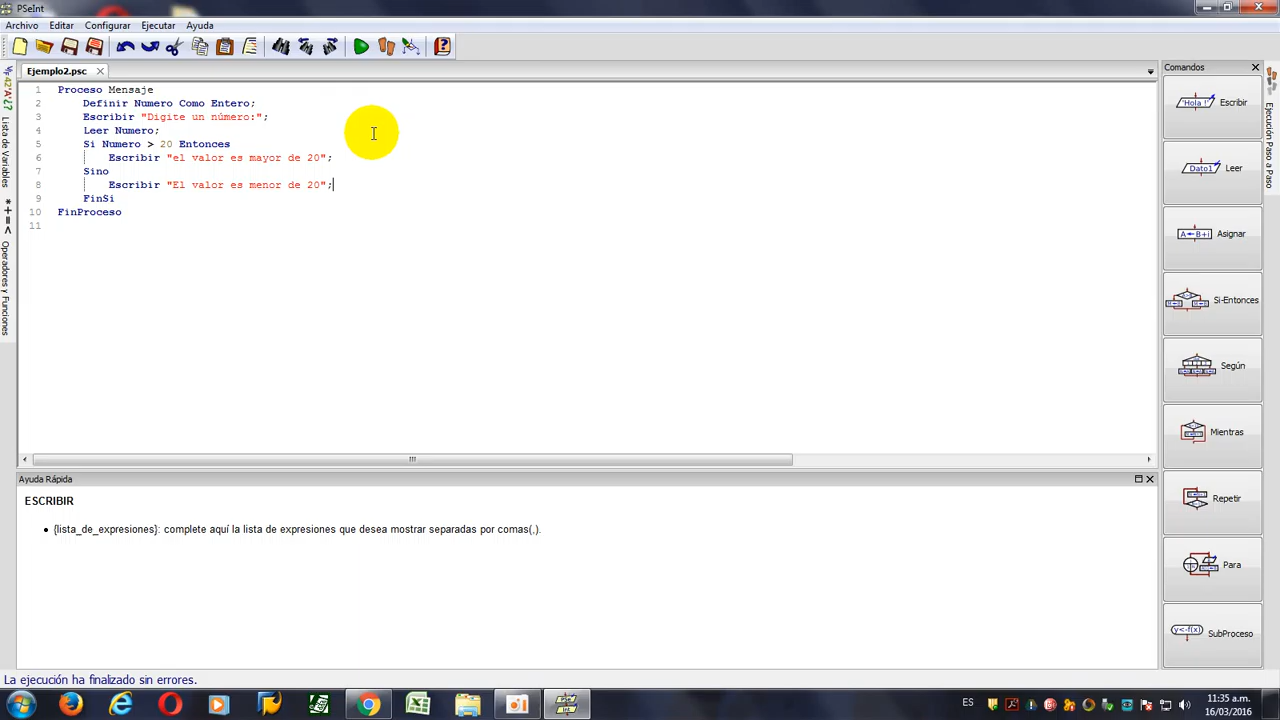 PSeInt
Archivo Editar Configurar Ejecutar Ayuda
Ejemplo2.psc
1 Proceso Mensaje
2 Definir Numero Como Entero;
3 Escribir "Digite un número:";
4 Leer Numero;
5 Si Numero > 20 Entonces
6 Escribir "el valor es mayor de 20";
7 Sino
8 Escribir "El valor es menor de 20";
9 FinSi
10 FinProceso
11
Lista de Variables
Operadores y Funciones
Comandos
"Hola !" Escribir
Dato1 Leer
A←B+i Asignar
Si-Entonces
Según
Mientras
Repetir
Para
y<-f(x) SubProceso
Ejecución Paso a Paso
Ayuda Rápida
ESCRIBIR
{lista_de_expresiones}: complete aquí la lista de expresiones que desea mostrar separadas por comas(,).
La ejecución ha finalizado sin errores.
ES
11:35 a.m.
16/03/2016